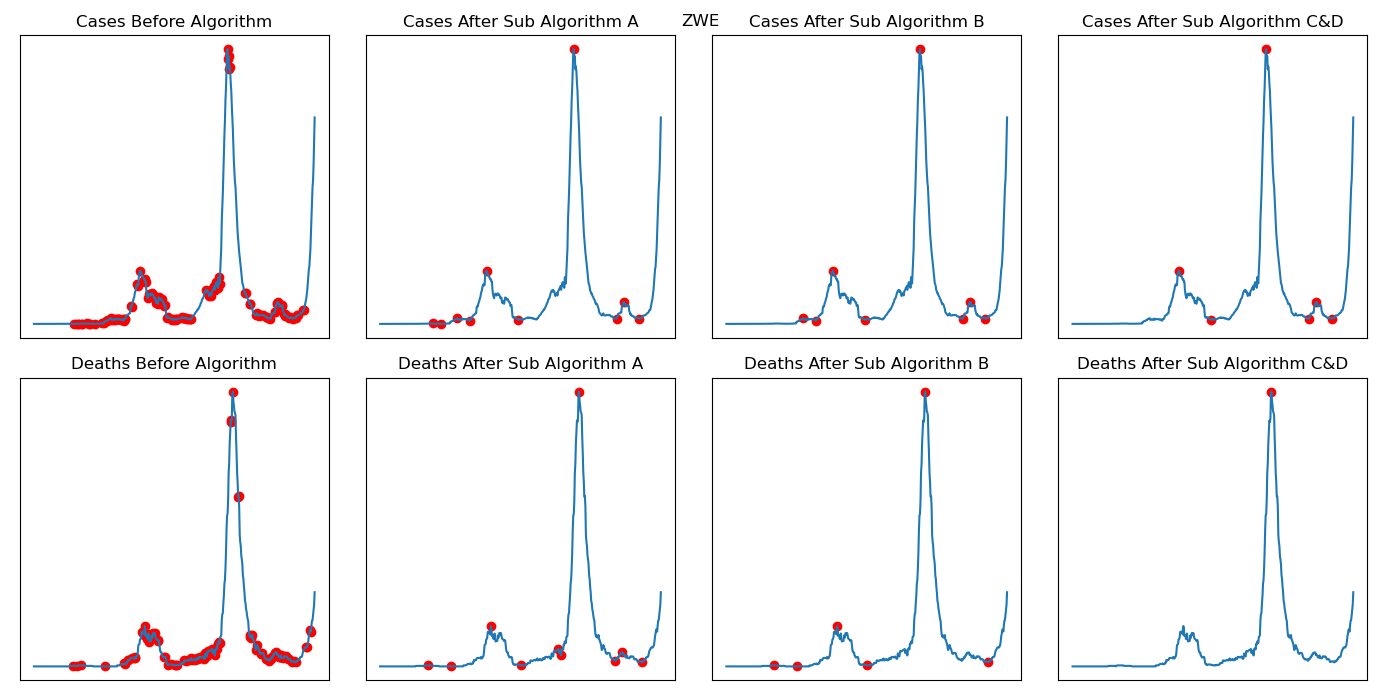 ZWE
Cases Before Algorithm
Cases After Sub Algorithm A
Cases After Sub Algorithm B
Cases After Sub Algorithm C&D
Deaths Before Algorithm
Deaths After Sub Algorithm A
Deaths After Sub Algorithm B
Deaths After Sub Algorithm C&D